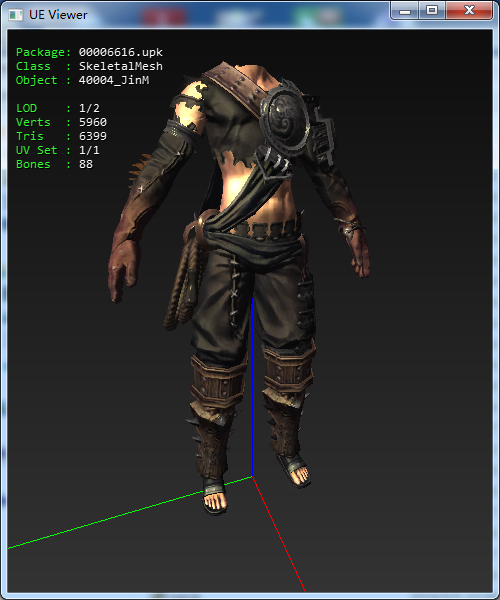 UE Viewer
Package: 00006616.upk
Class : SkeletalMesh
Object : 40004_JinM
LOD : 1/2
Verts : 5960
Tris : 6399
UV Set : 1/1
Bones : 88